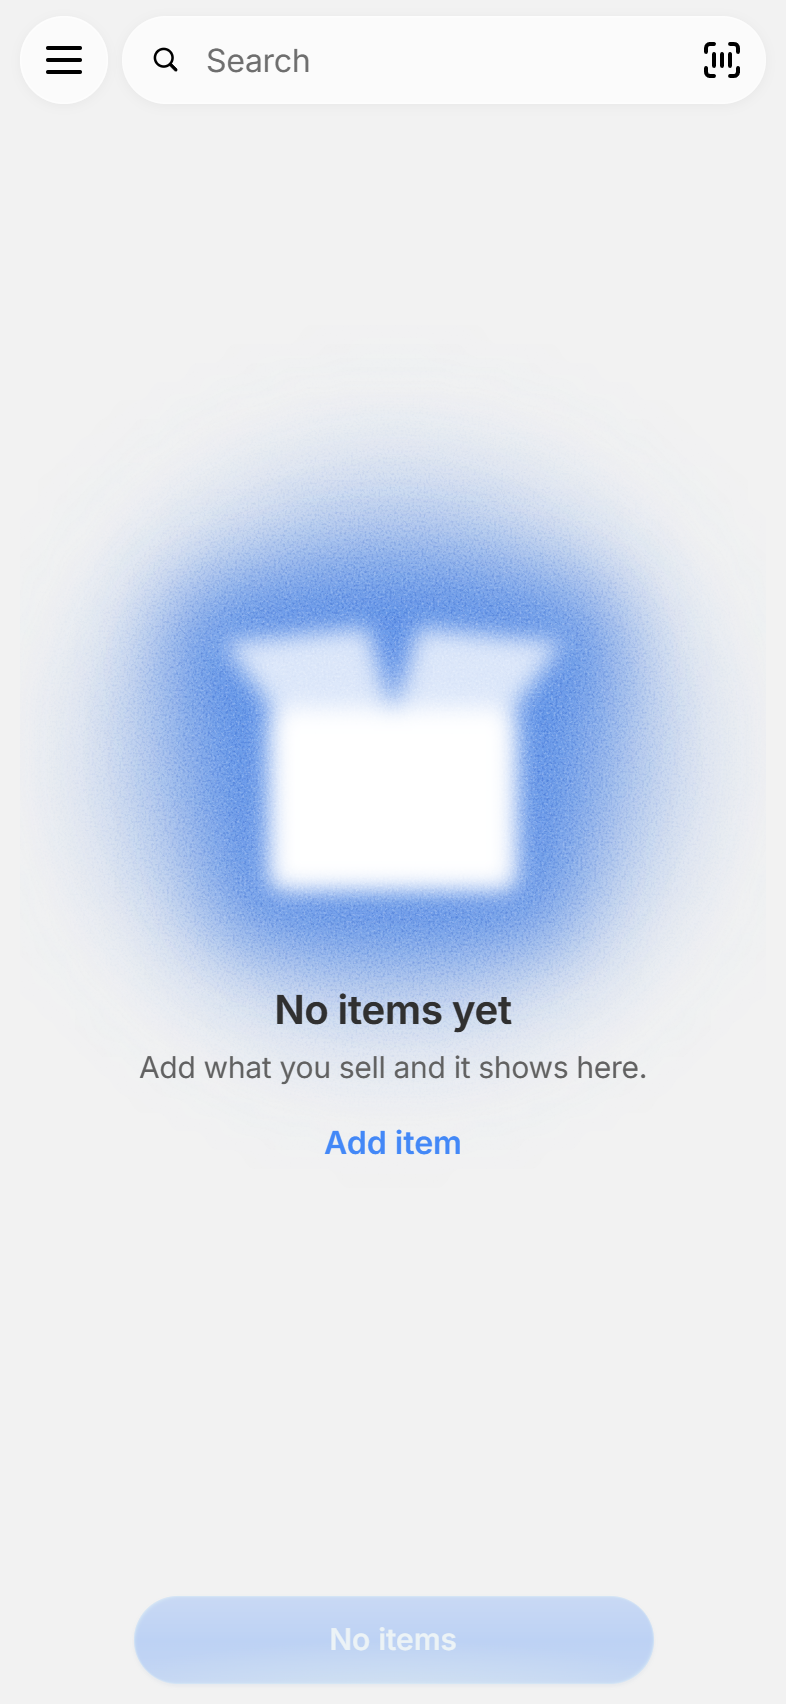 Search
No items yet
Add what you sell and it shows here.
Add item
No items